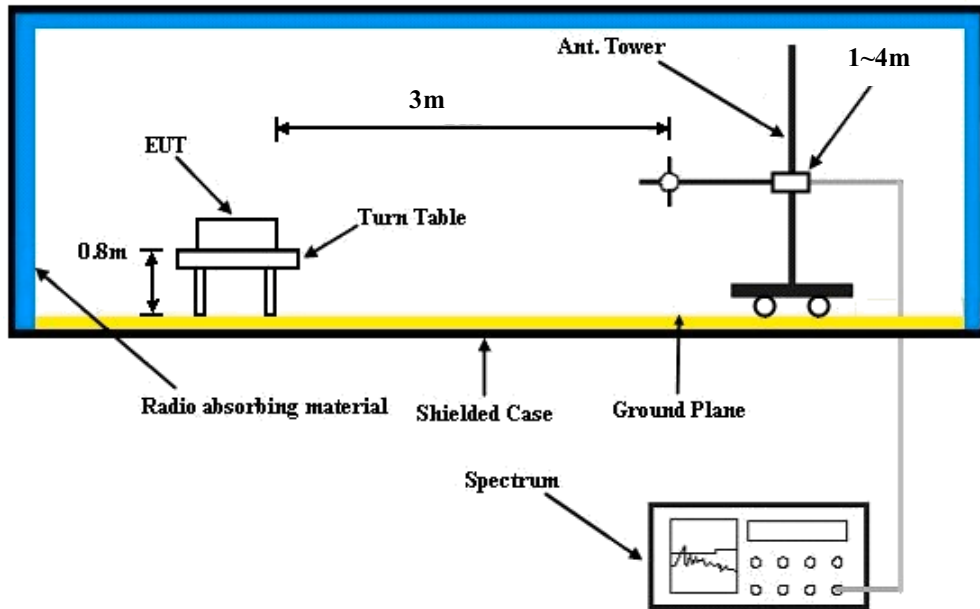 Ant. Tower
1~4m
3m
EUT
Turn Table
0.8m
Radio absorbing material
Shielded Case
Ground Plane
Spectrum